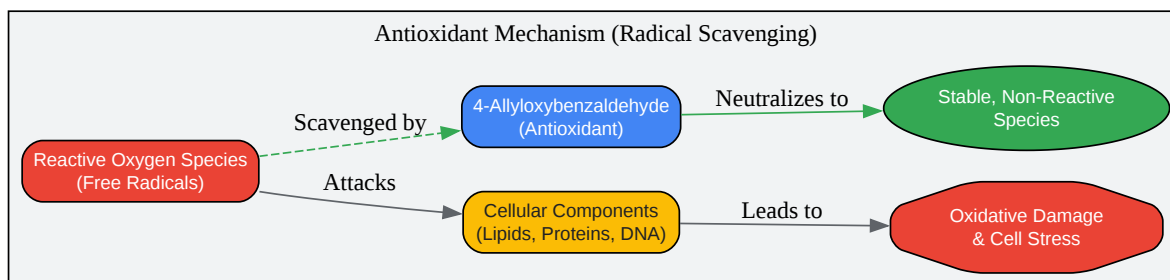 Antioxidant Mechanism (Radical Scavenging)
Reactive Oxygen Species
(Free Radicals)
Scavenged by
4-Allyloxybenzaldehyde
(Antioxidant)
Neutralizes to
Stable, Non-Reactive
Species
Attacks
Cellular Components
(Lipids, Proteins, DNA)
Leads to
Oxidative Damage
& Cell Stress